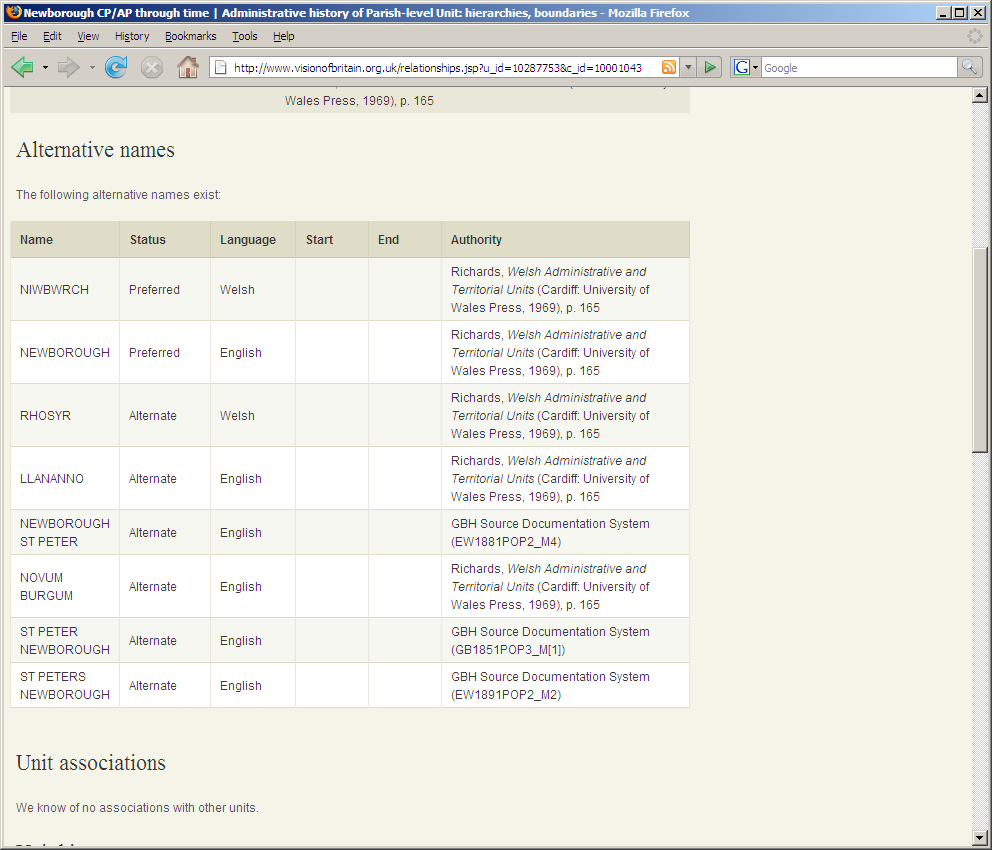 Newborough CP/AP through time | Administrative history of Parish-level Unit: hierarchies, boundaries - Mozilla Firefox
File Edit View History Bookmarks Tools Help
http://www.visionofbritain.org.uk/relationships.jsp?u_id=10287753&c_id=10001043 G Google
Wales Press, 1969), p. 165
Alternative names
The following alternative names exist:
Name Status Language Start End Authority
NIWBWRCH Preferred Welsh Richards, Welsh Administrative and
Territorial Units (Cardiff: University of
Wales Press, 1969), p. 165
NEWBOROUGH Preferred English Richards, Welsh Administrative and
Territorial Units (Cardiff: University of
Wales Press, 1969), p. 165
RHOSYR Alternate Welsh Richards, Welsh Administrative and
Territorial Units (Cardiff: University of
Wales Press, 1969), p. 165
LLANANNO Alternate English Richards, Welsh Administrative and
Territorial Units (Cardiff: University of
Wales Press, 1969), p. 165
NEWBOROUGH
ST PETER Alternate English GBH Source Documentation System
(EW1881POP2_M4)
NOVUM
BURGUM Alternate English Richards, Welsh Administrative and
Territorial Units (Cardiff: University of
Wales Press, 1969), p. 165
ST PETER
NEWBOROUGH Alternate English GBH Source Documentation System
(GB1851POP3_M[1])
ST PETERS
NEWBOROUGH Alternate English GBH Source Documentation System
(EW1891POP2_M2)
Unit associations
We know of no associations with other units.